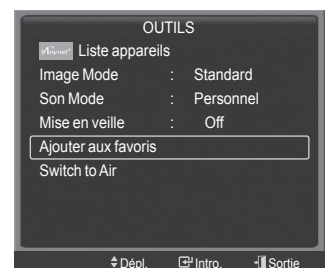 OUTILS
Anynet+ Liste appareils
Image Mode : Standard
Son Mode : Personnel
Mise en veille : Off
Ajouter aux favoris
Switch to Air
Dépl. Intro. Sortie